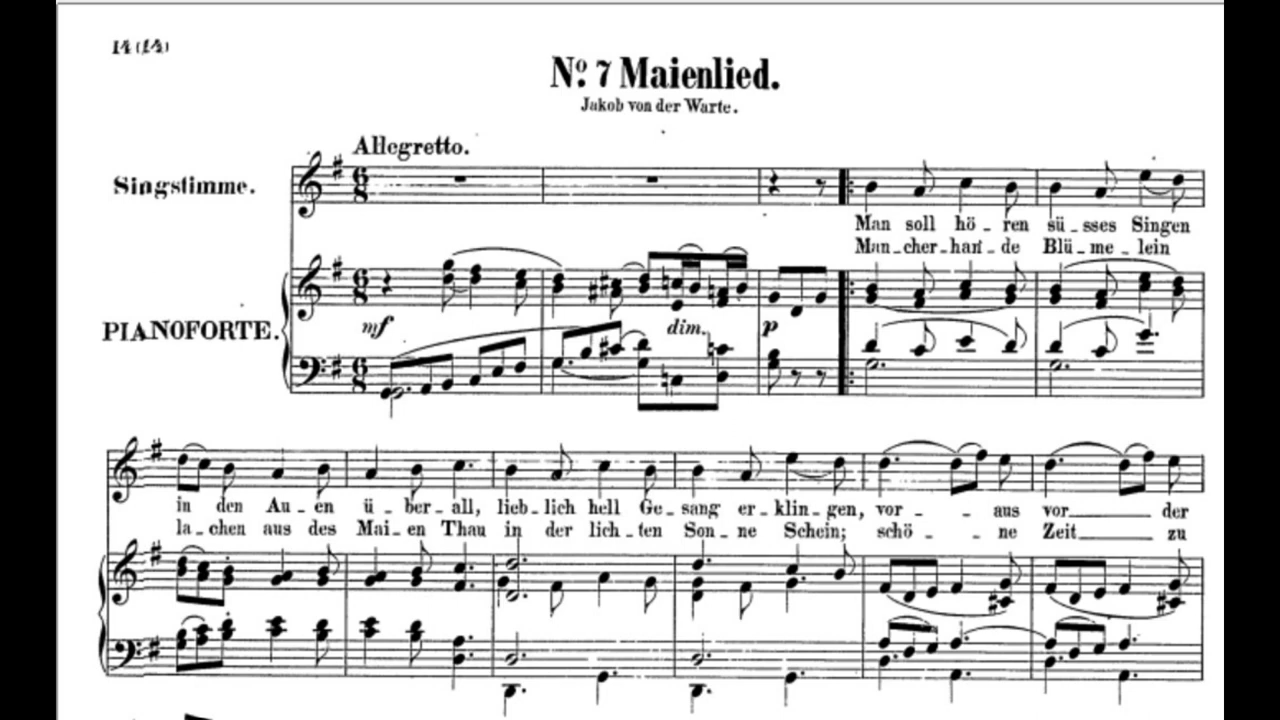 14 (14)
Nº 7 Maienlied.
Jakob von der Warte.
Allegretto.
Singstimme.
Man soll hö - ren sü - sses Singen
Man - cher - han - de Blü - me - lein
PIANOFORTE.
mf dim. p
in den Au - en ü - ber - all, lieb - lich hell Ge - sang er - klingen, vor - - aus vor der
la - chen aus des Mai - en Thau in der lich - ten Son - ne Schein; schö - ne Zeit zu